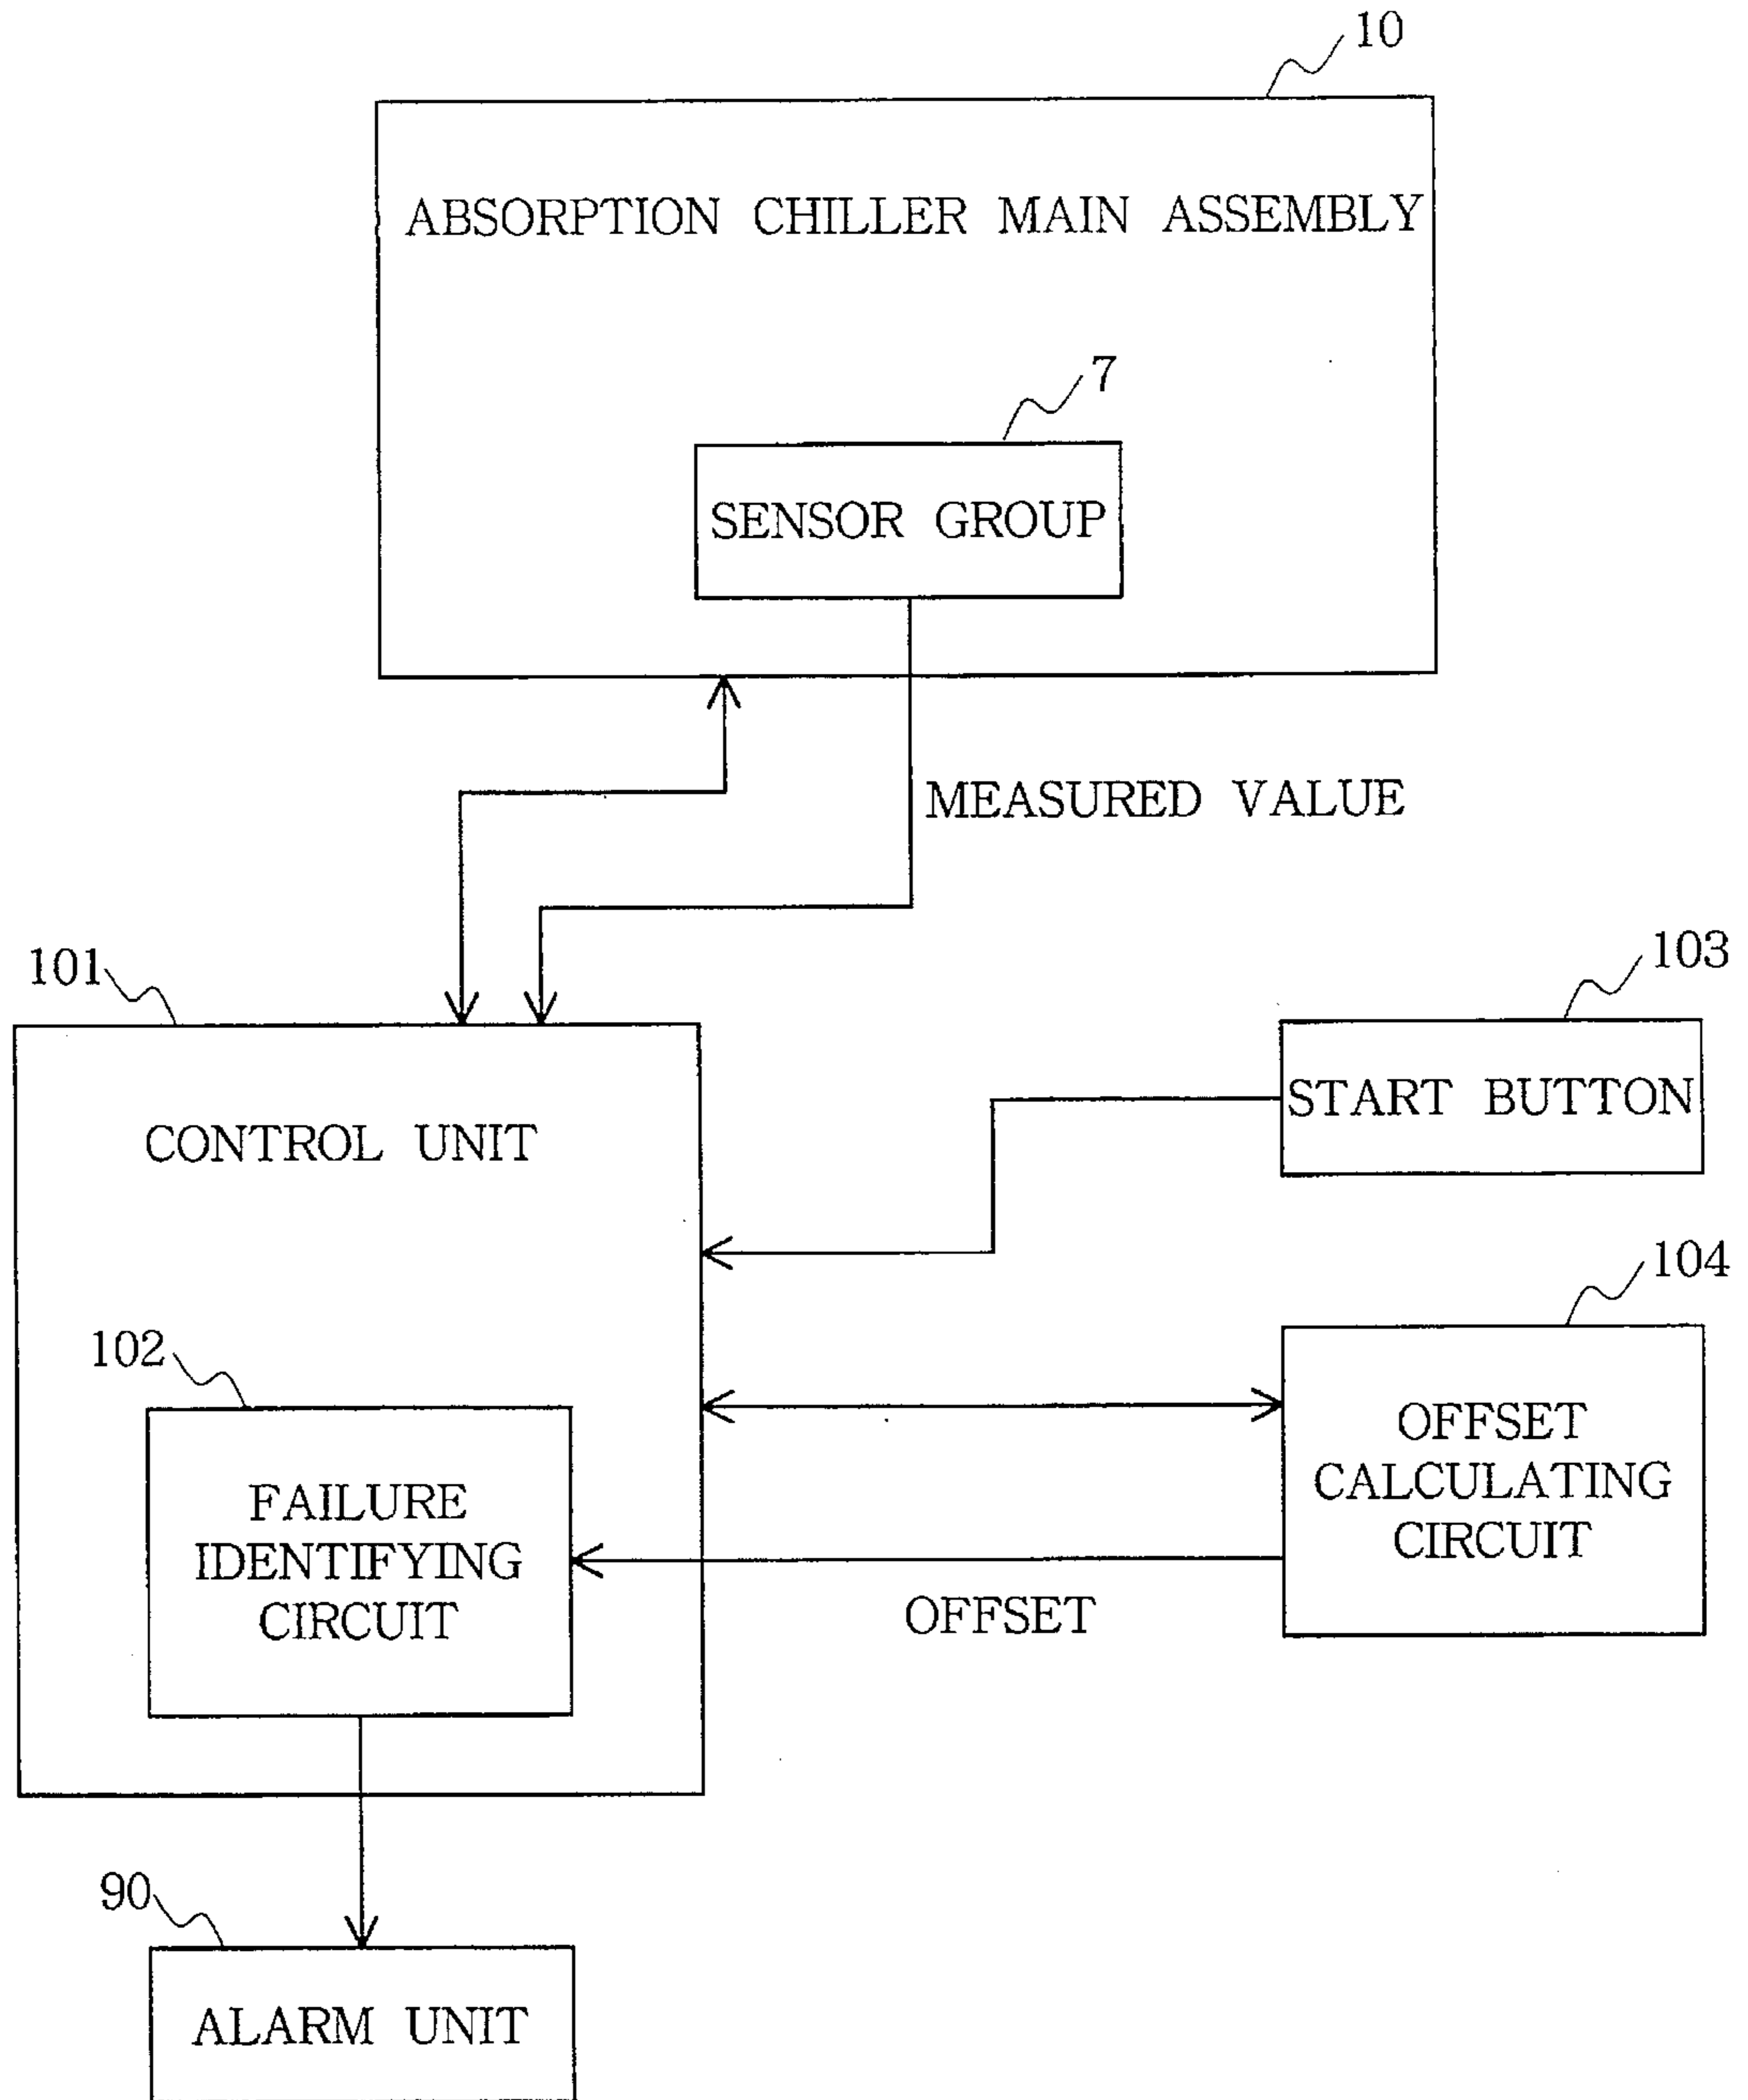 10
ABSORPTION CHILLER MAIN ASSEMBLY
7
SENSOR GROUP
MEASURED VALUE
101
CONTROL UNIT
103
START BUTTON
104
OFFSET
CALCULATING
CIRCUIT
102
FAILURE
IDENTIFYING
CIRCUIT
OFFSET
90
ALARM UNIT